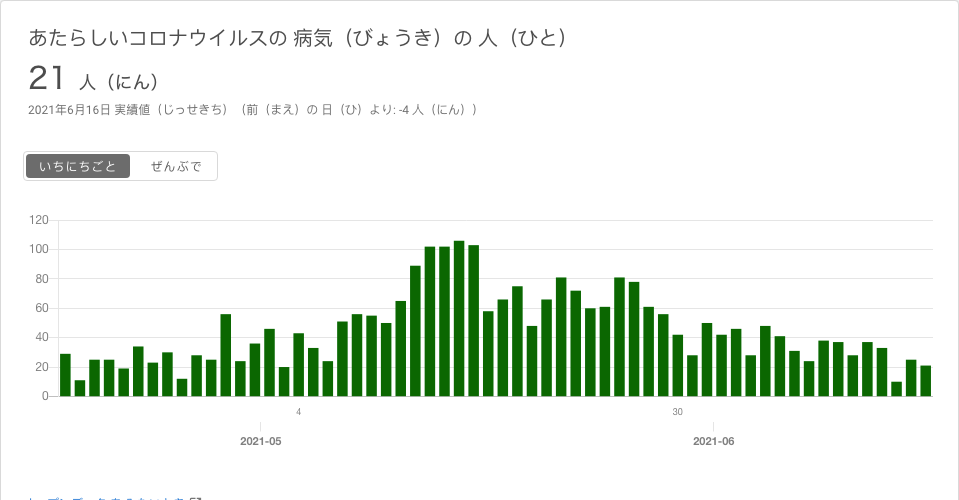 あたらしいコロナウイルスの 病気（びょうき）の 人（ひと）
21 人（にん）
2021年6月16日 実績値（じっせきち）（前（まえ）の 日（ひ）より: -4 人（にん））
いちにちごと ぜんぶで
120
100
80
60
40
20
0
4 30
2021-05 2021-06